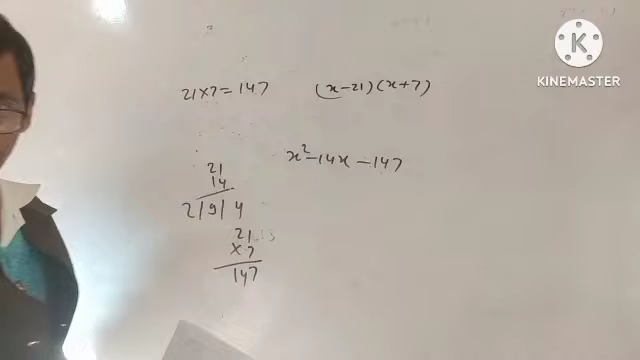 21×7=147
(x-21)(x+7)
x²-14x-147
21
14
2/9/4
21
×7
147
K
KINEMASTER